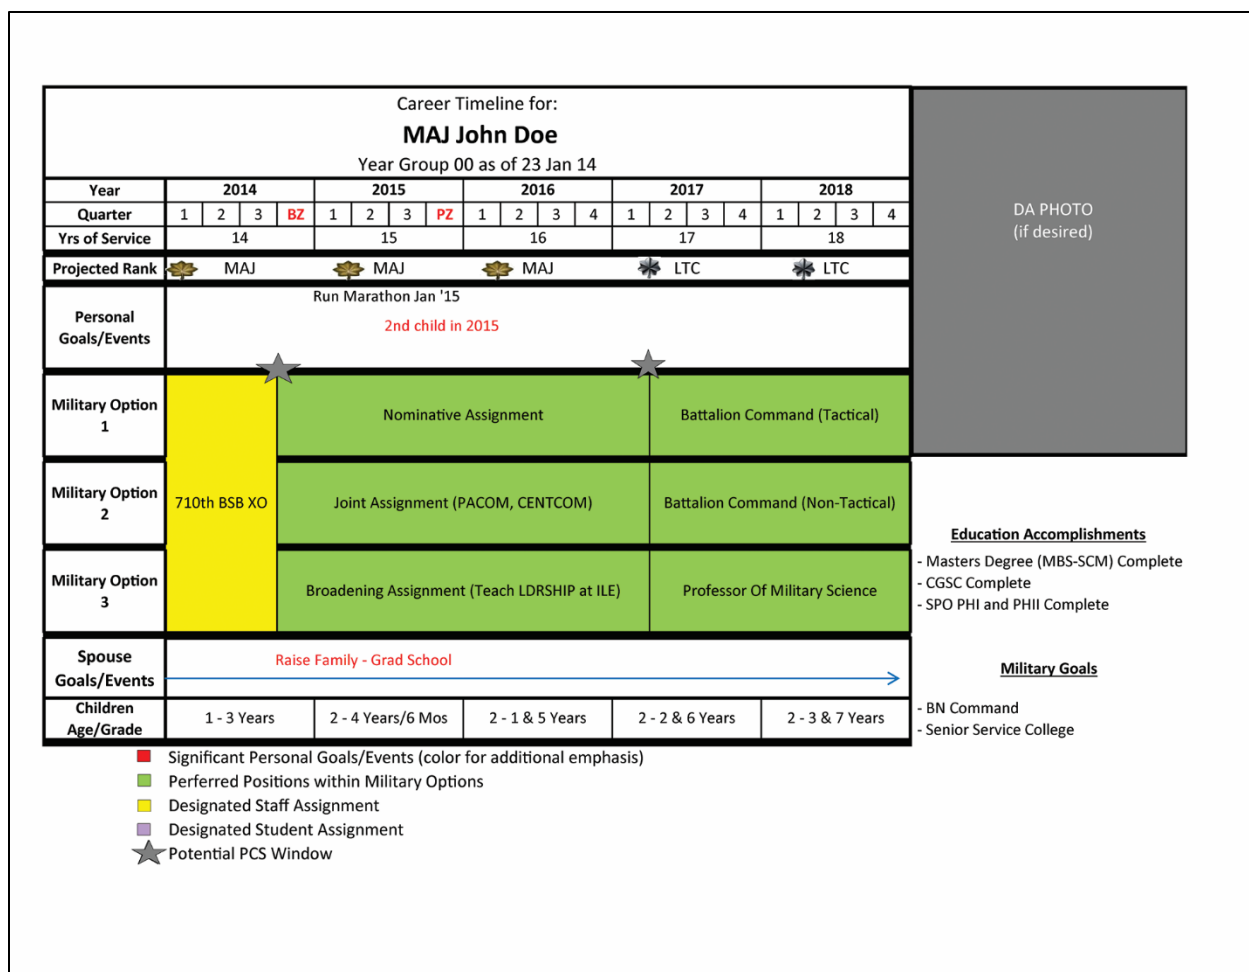 Career Timeline for:
MAJ John Doe
Year Group 00 as of 23 Jan 14
Year 2014 2015 2016 2017 2018
Quarter 1 2 3 BZ 1 2 3 PZ 1 2 3 4 1 2 3 4 1 2 3 4
Yrs of Service 14 15 16 17 18
Projected Rank MAJ MAJ MAJ LTC LTC
Personal
Goals/Events
Run Marathon Jan '15
2nd child in 2015
Military Option
1
Nominative Assignment
Battalion Command (Tactical)
Military Option
2
710th BSB XO
Joint Assignment (PACOM, CENTCOM)
Battalion Command (Non-Tactical)
Military Option
3
Broadening Assignment (Teach LDRSHIP at ILE)
Professor Of Military Science
Spouse
Goals/Events
Raise Family - Grad School
Children
Age/Grade
1 - 3 Years
2 - 4 Years/6 Mos
2 - 1 & 5 Years
2 - 2 & 6 Years
2 - 3 & 7 Years
DA PHOTO
(if desired)
Education Accomplishments
- Masters Degree (MBS-SCM) Complete
- CGSC Complete
- SPO PHI and PHII Complete
Military Goals
- BN Command
- Senior Service College
Significant Personal Goals/Events (color for additional emphasis)
Perferred Positions within Military Options
Designated Staff Assignment
Designated Student Assignment
Potential PCS Window